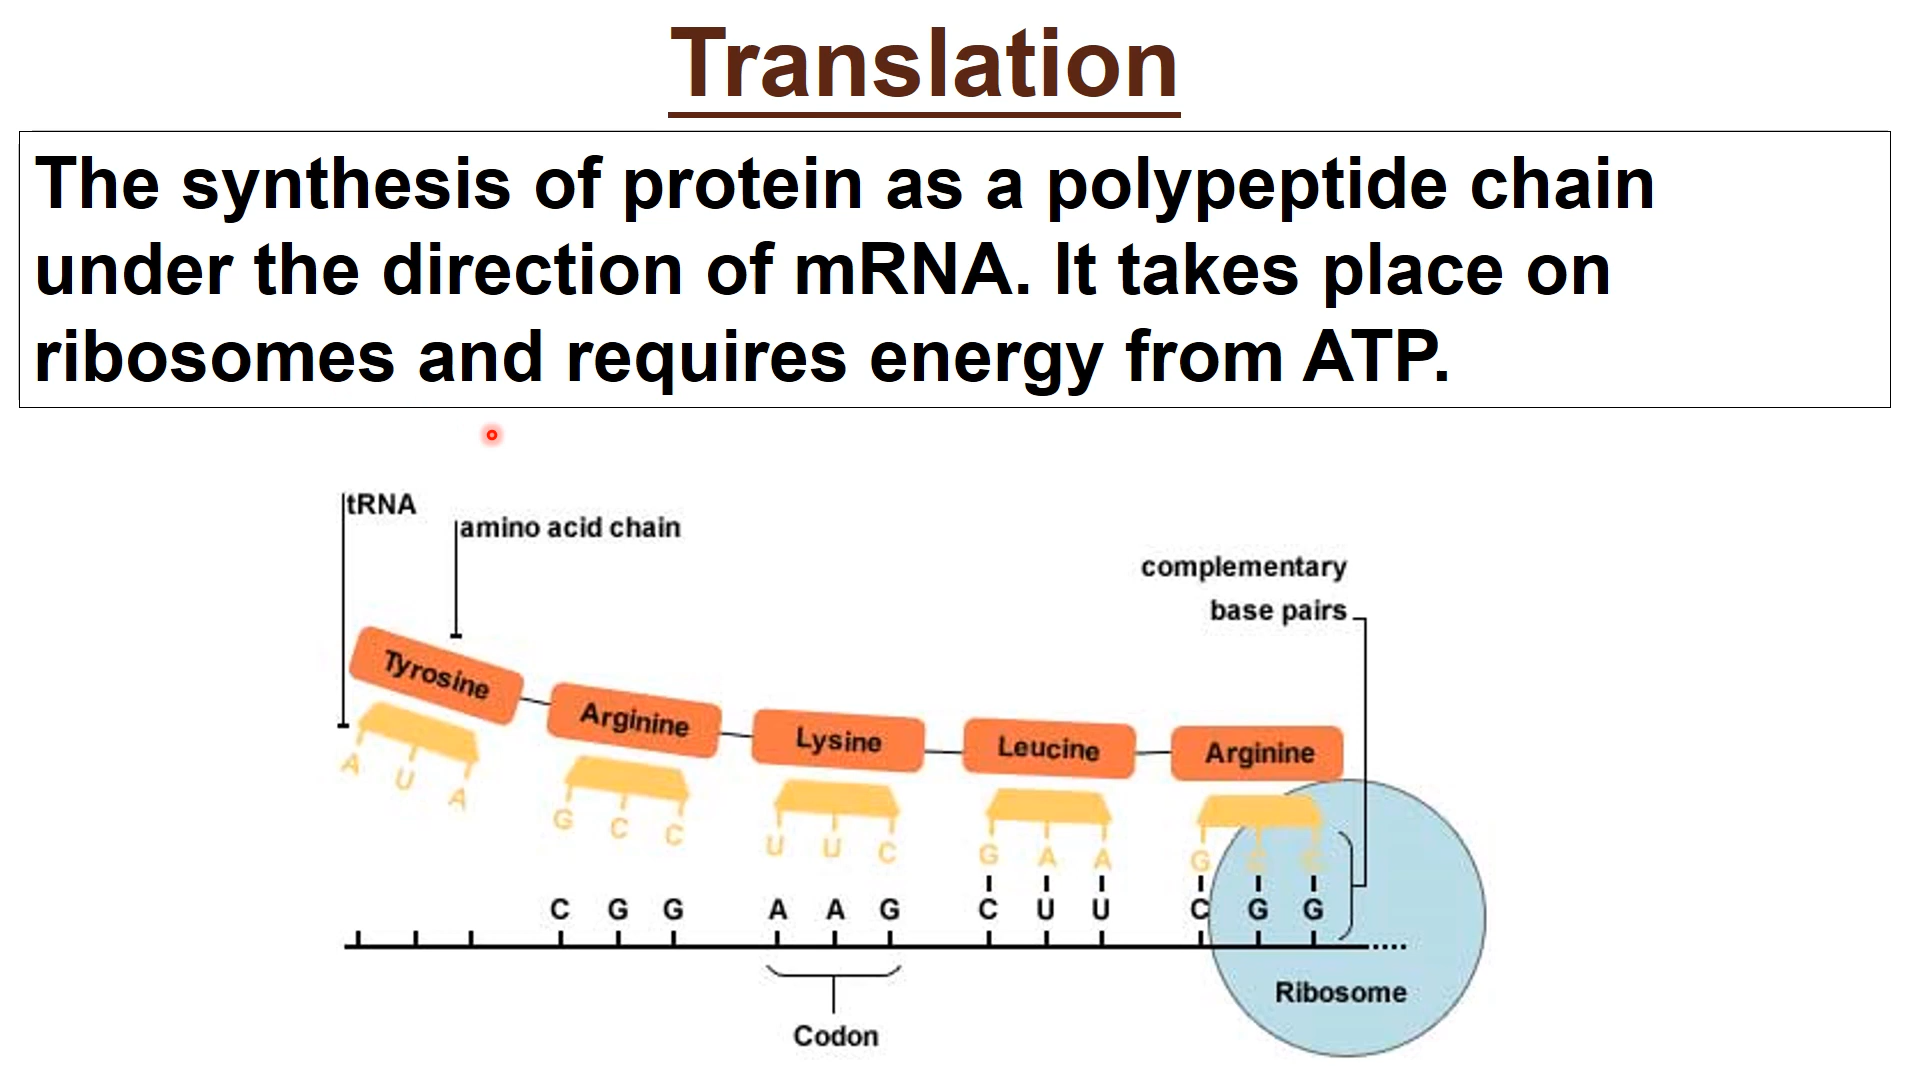 Translation
The synthesis of protein as a polypeptide chain
under the direction of mRNA. It takes place on
ribosomes and requires energy from ATP.
tRNA
amino acid chain
complementary
base pairs
Tyrosine
Arginine
Lysine
Leucine
Arginine
A U A
G C C
U U C
G A A
G C C
C G G
A A G
C U U
C G G
Ribosome
Codon